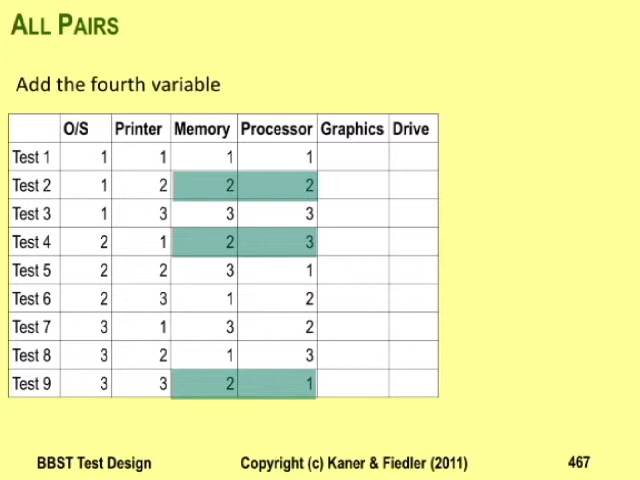 ALL PAIRS
Add the fourth variable
O/S Printer Memory Processor Graphics Drive
Test 1 1 1 1 1
Test 2 1 2 2 2
Test 3 1 3 3 3
Test 4 2 1 2 3
Test 5 2 2 3 1
Test 6 2 3 1 2
Test 7 3 1 3 2
Test 8 3 2 1 3
Test 9 3 3 2 1
BBST Test Design Copyright (c) Kaner & Fiedler (2011) 467